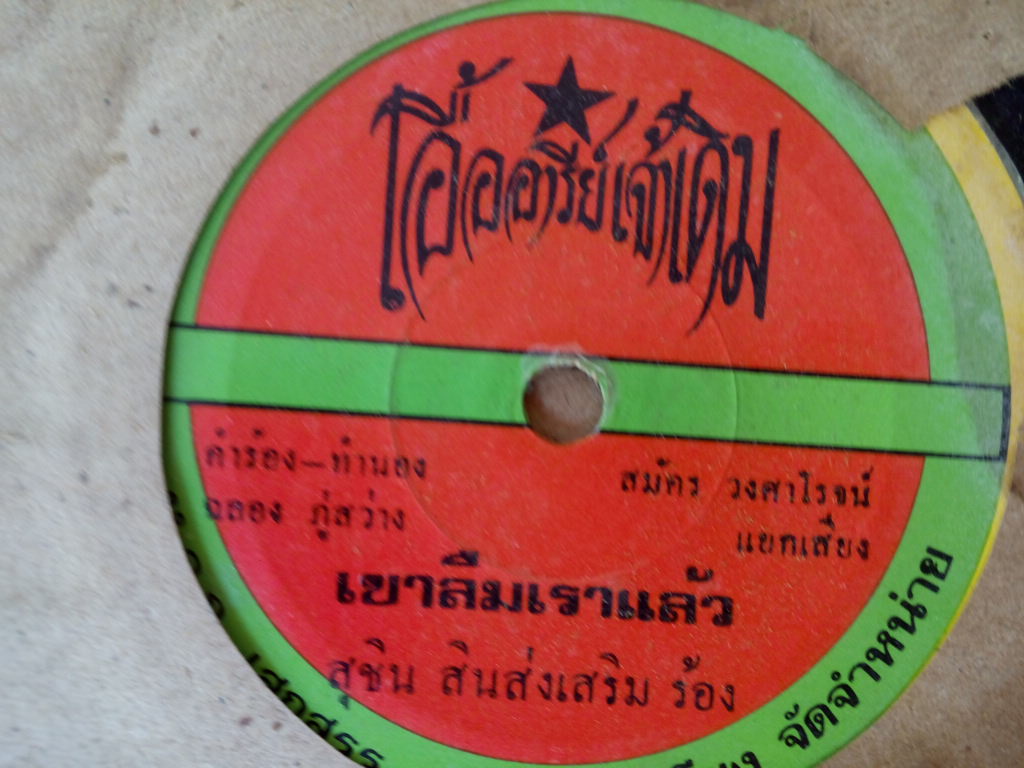 โอื้ออารีย์เจ้าเดิม
คำร้อง-ทำนอง
ฉลอง ภู่สว่าง
สมัคร วงศาโรจน์
แยกเสียง
เขาลืมเราแล้ว
สุชิน สินส่งเสริม ร้อง
จัดจำหน่าย